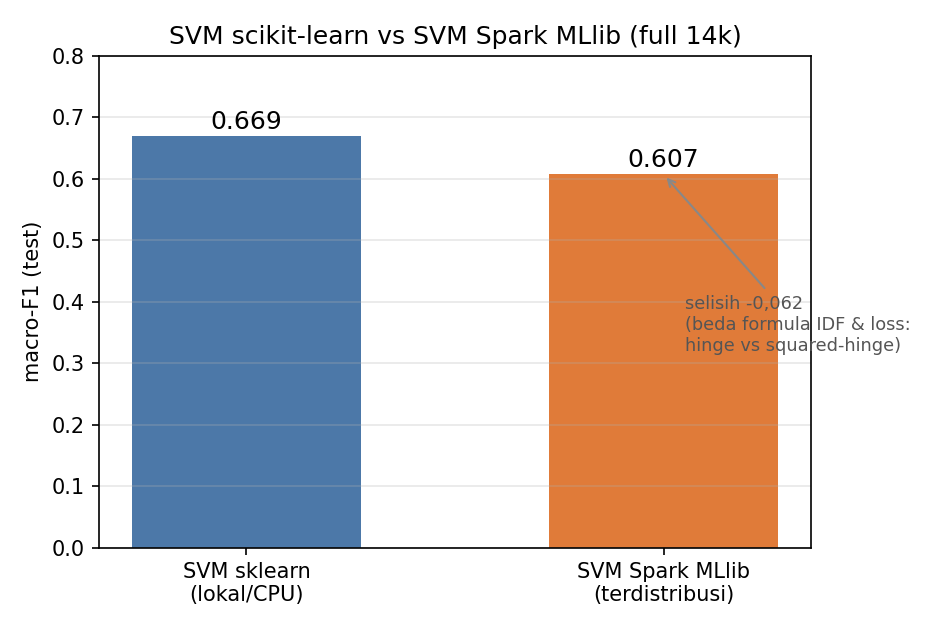 SVM scikit-learn vs SVM Spark MLlib (full 14k)
macro-F1 (test)
0.8
0.7
0.6
0.5
0.4
0.3
0.2
0.1
0.0
0.669
0.607
selisih -0,062
(beda formula IDF & loss:
hinge vs squared-hinge)
SVM sklearn
(lokal/CPU)
SVM Spark MLlib
(terdistribusi)